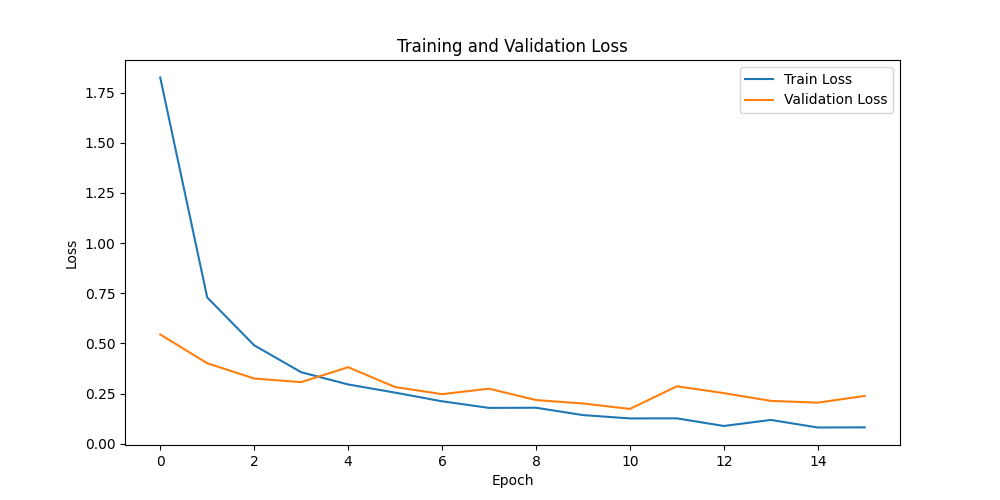 Training and Validation Loss
Train Loss
Validation Loss
1.75
1.50
1.25
1.00
0.75
0.50
0.25
0.00
Loss
0 2 4 6 8 10 12 14
Epoch